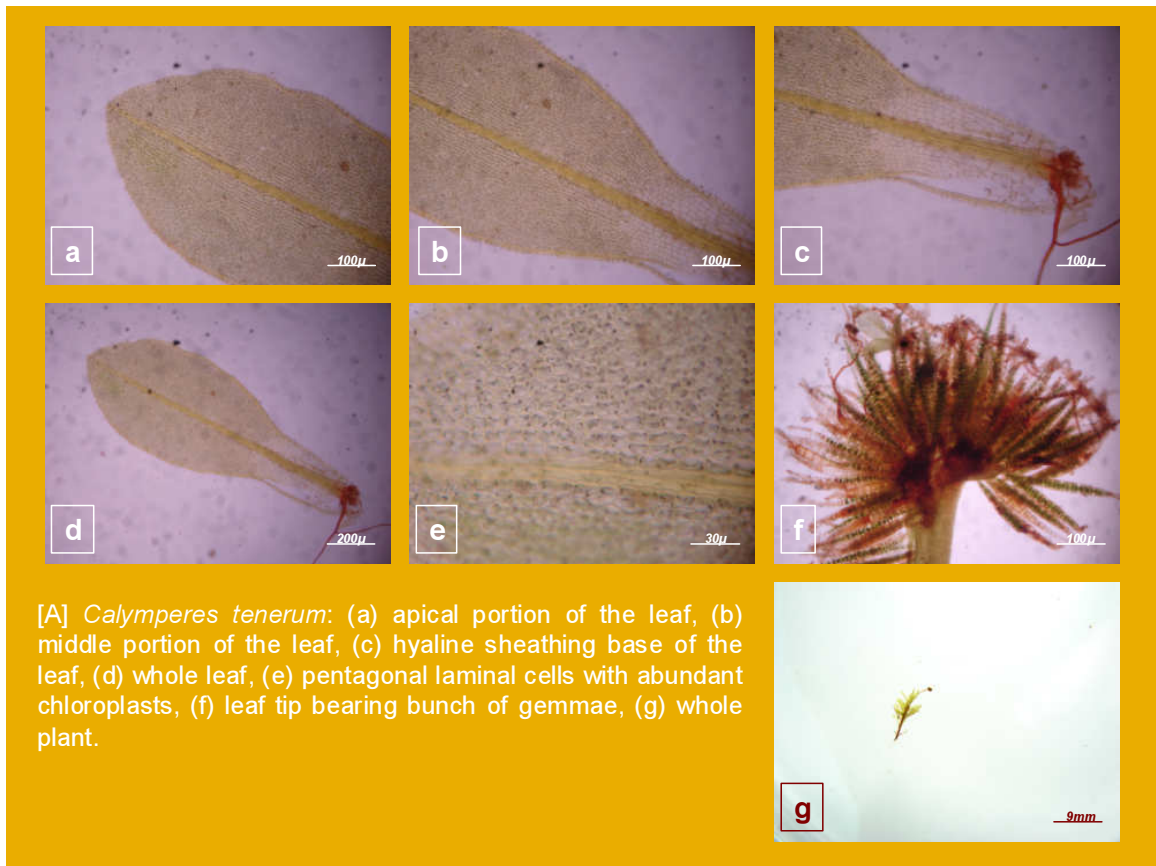 a
100µ
b
100µ
c
100µ
d
200µ
e
30µ
f
100µ
[A] Calymperes tenerum: (a) apical portion of the leaf, (b)
middle portion of the leaf, (c) hyaline sheathing base of the
leaf, (d) whole leaf, (e) pentagonal laminal cells with abundant
chloroplasts, (f) leaf tip bearing bunch of gemmae, (g) whole
plant.
g
9mm